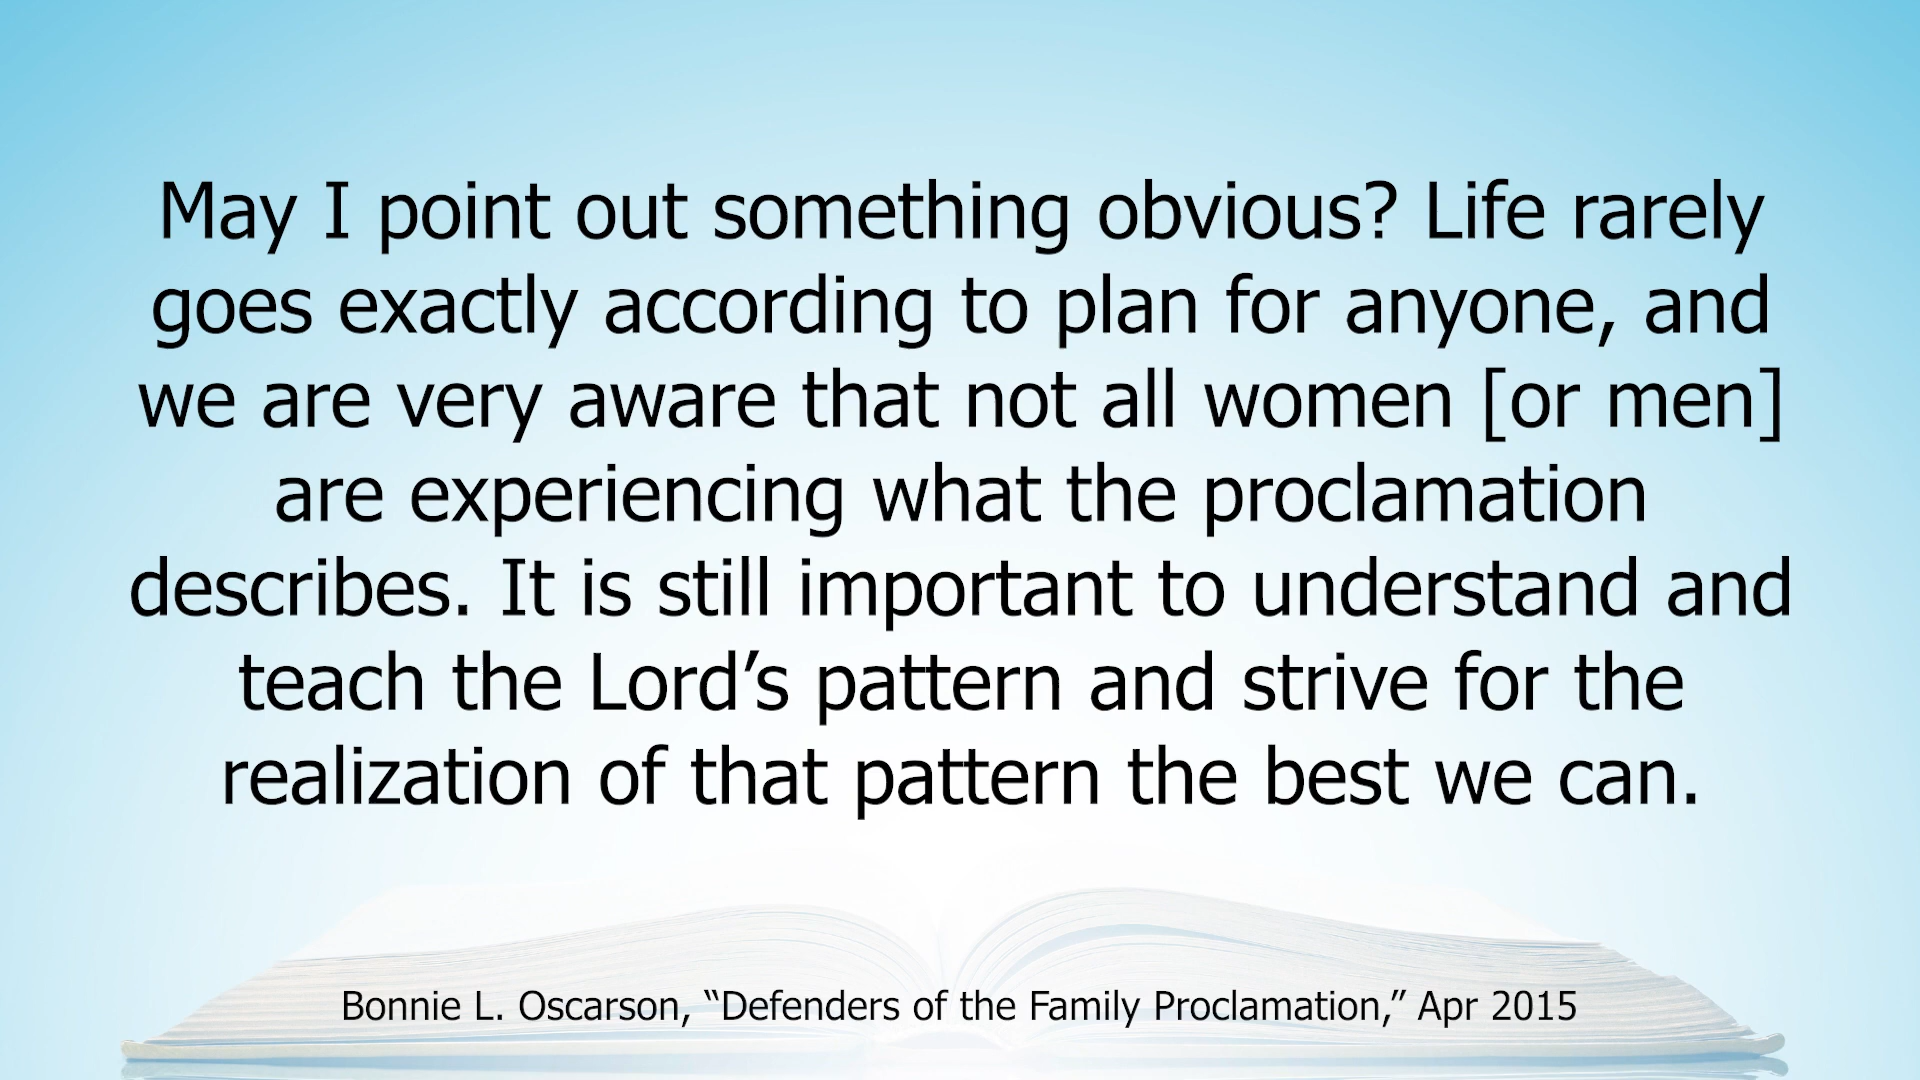 May I point out something obvious? Life rarely
goes exactly according to plan for anyone, and
we are very aware that not all women [or men]
are experiencing what the proclamation
describes. It is still important to understand and
teach the Lord’s pattern and strive for the
realization of that pattern the best we can.
Bonnie L. Oscarson, “Defenders of the Family Proclamation,” Apr 2015